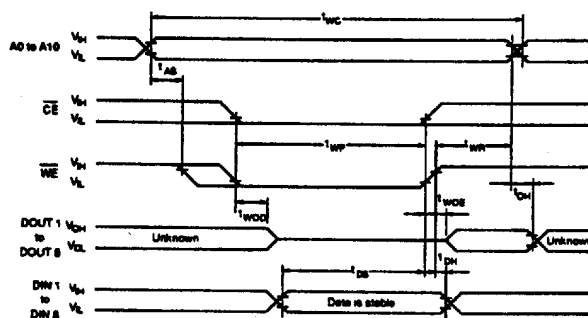 tWC
A0 to A10 VIH
VIL
tAS
CE VIH
VIL
tWP tWR
WE VIH
VIL
tWOD tWOE tOH
DOUT 1 to DOUT 8 VOH
VOL
Unknown Unknown
tDS tDH
DIN 1 to DIN 8 VIH
VIL
Data is stable